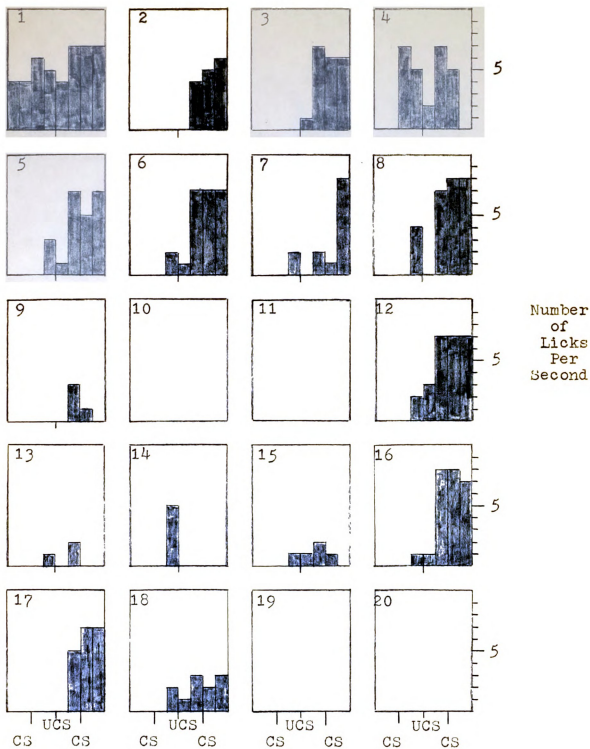 1 2 3 4
5
5 6 7 8
5
9 10 11 12
5
Number
of
Licks
Per
Second
13 14 15 16
5
17 18 19 20
5
UCS UCS UCS UCS
CS CS CS CS CS CS CS CS